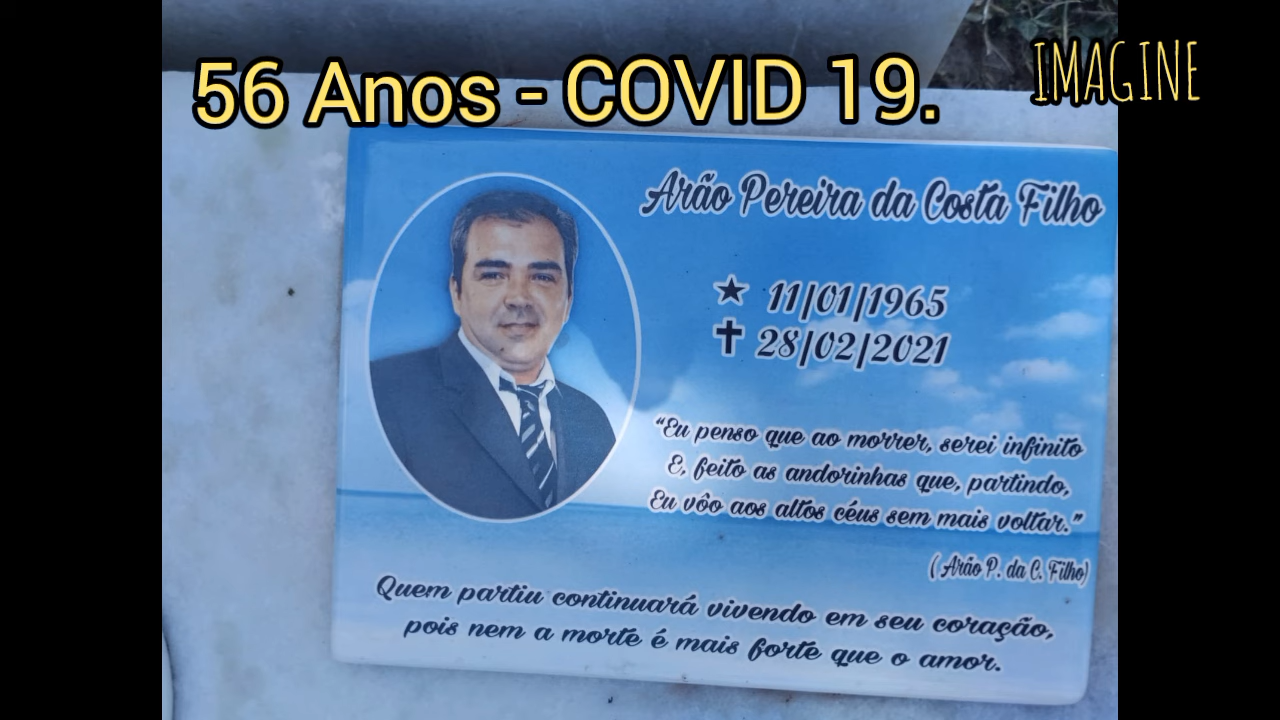 56 Anos - COVID 19.
IMAGINE
Arão Pereira da Costa Filho
11/01/1965
28/02/2021
"Eu penso que ao morrer, serei infinito
E, feito as andorinhas que, partindo,
Eu vôo aos altos céus sem mais voltar."
(Arão P. da C. Filho)
Quem partiu continuará vivendo em seu coração,
pois nem a morte é mais forte que o amor.